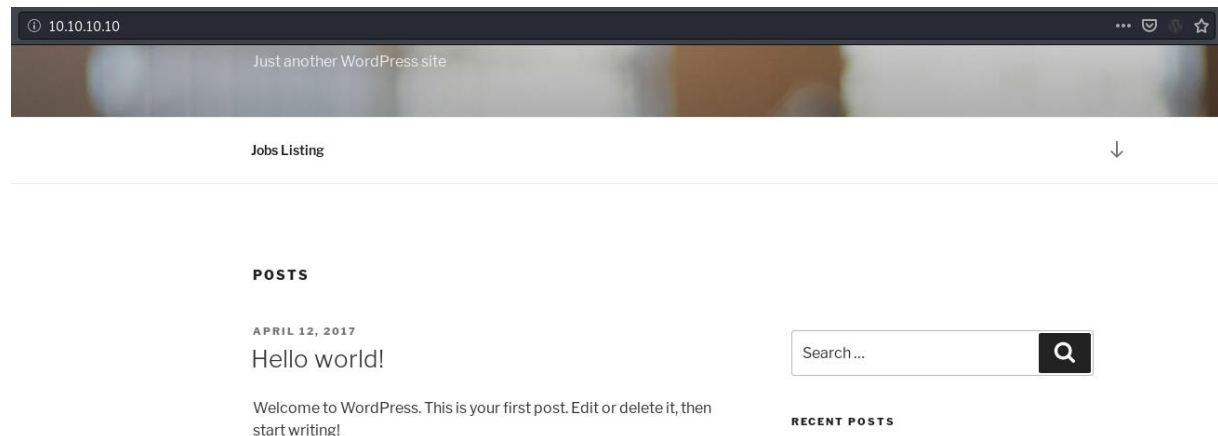 10.10.10.10
Just another WordPress site
Jobs Listing
POSTS
APRIL 12, 2017
Hello world!
Welcome to WordPress. This is your first post. Edit or delete it, then
start writing!
Search …
RECENT POSTS